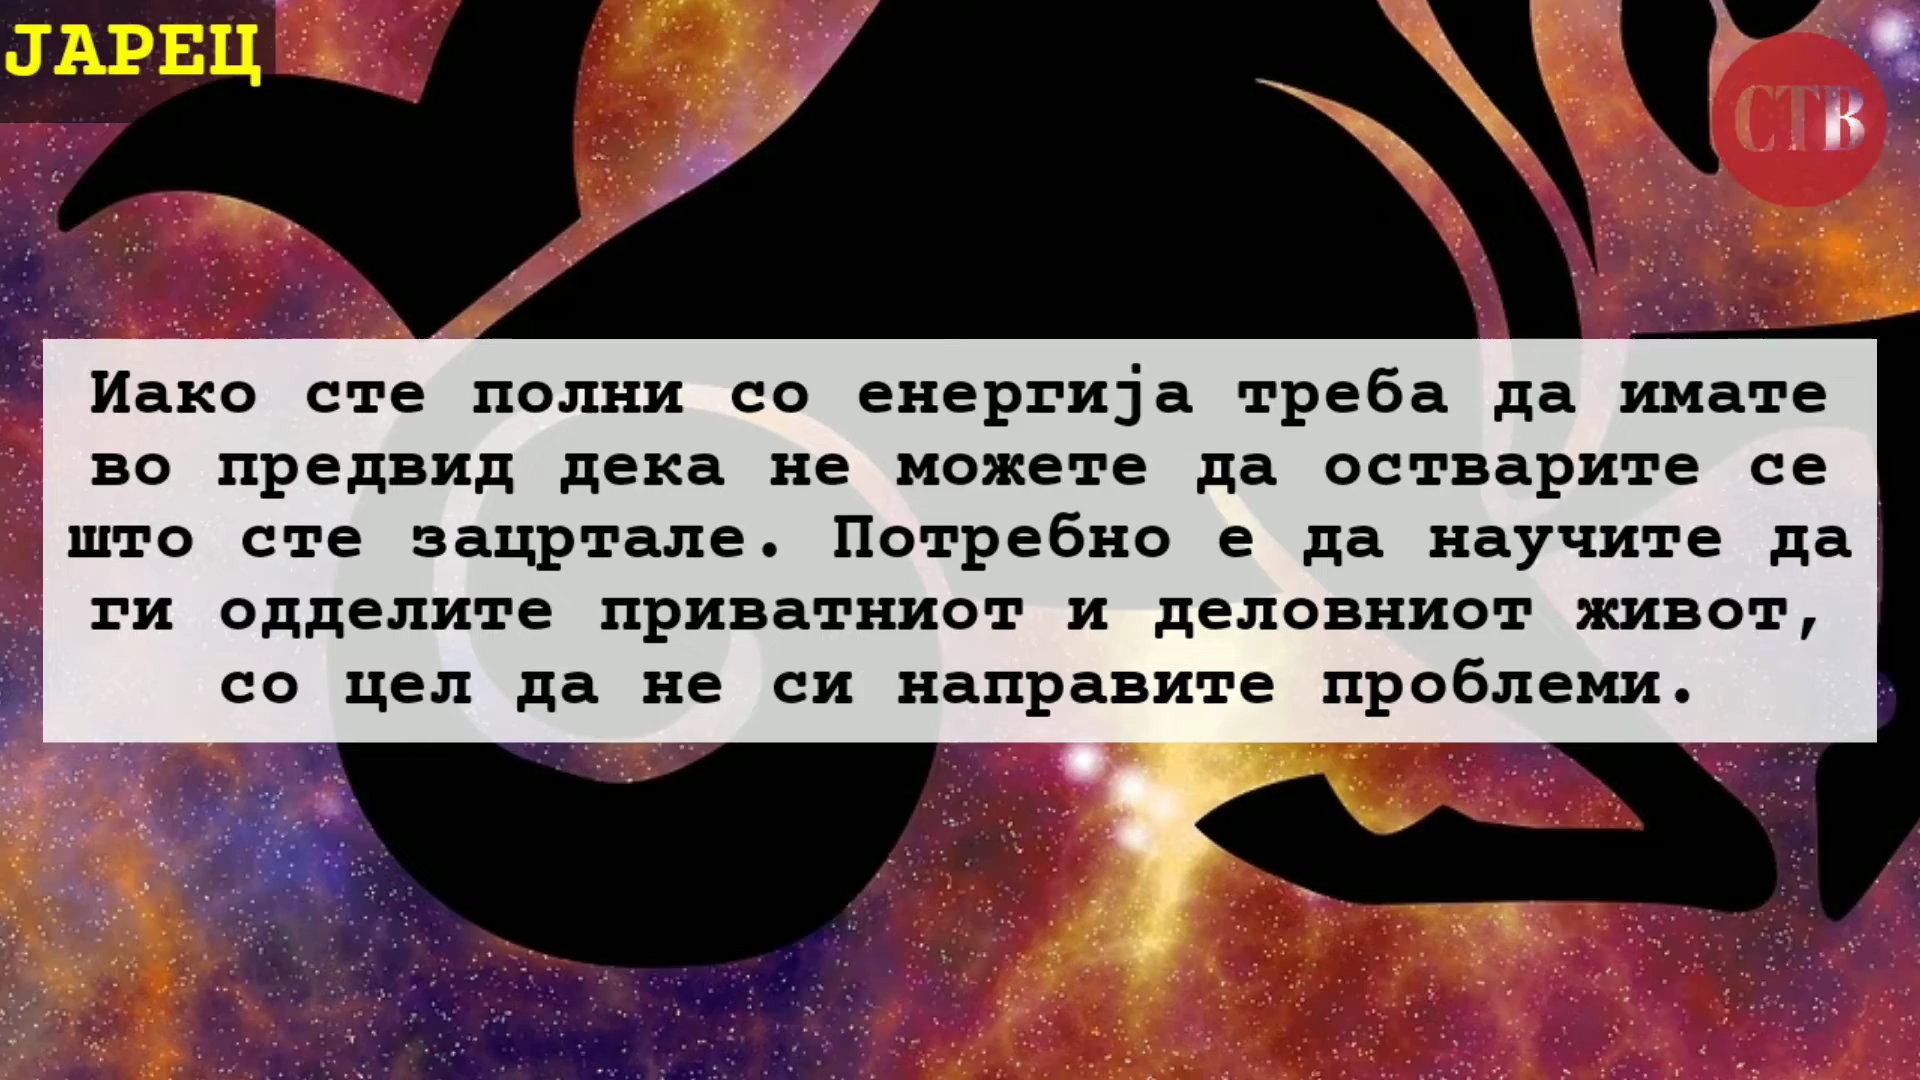 ЈАРЕЦ
СТВ
Иако сте полни со енергија треба да имате
во предвид дека не можете да остварите се
што сте зацртале. Потребно е да научите да
ги одделите приватниот и деловниот живот,
со цел да не си направите проблеми.